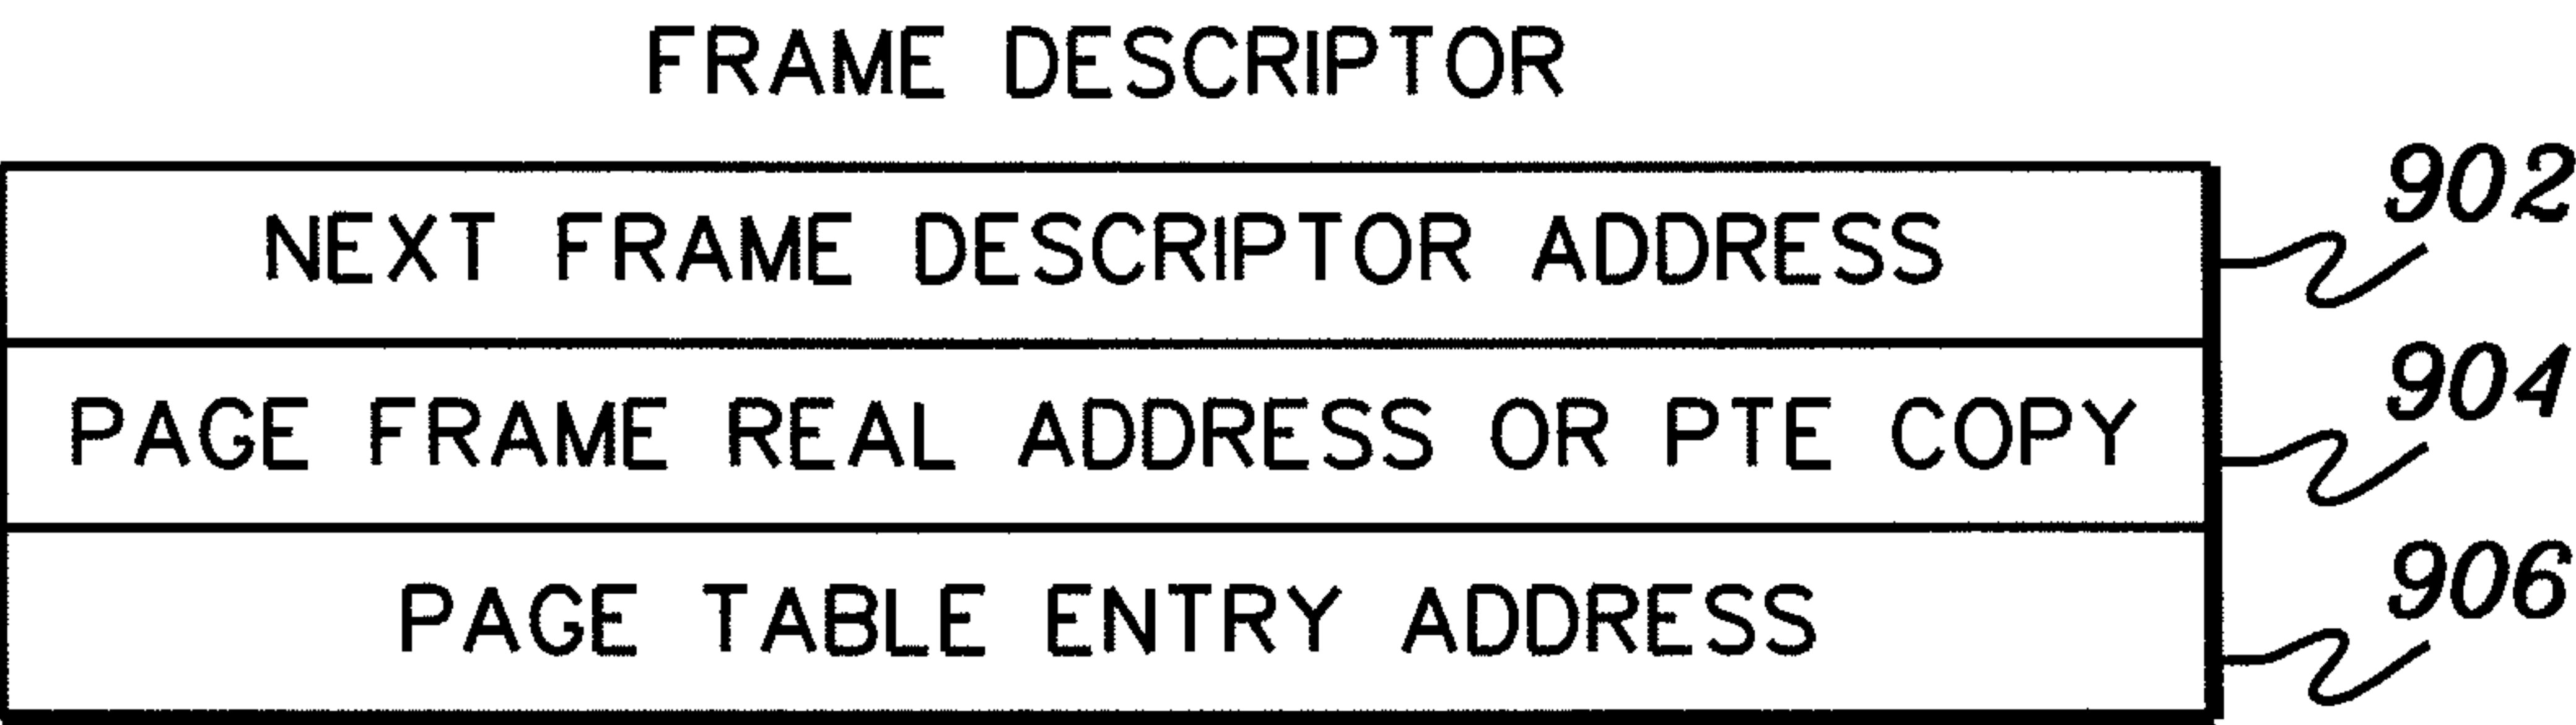 FRAME DESCRIPTOR
NEXT FRAME DESCRIPTOR ADDRESS 902
PAGE FRAME REAL ADDRESS OR PTE COPY 904
PAGE TABLE ENTRY ADDRESS 906